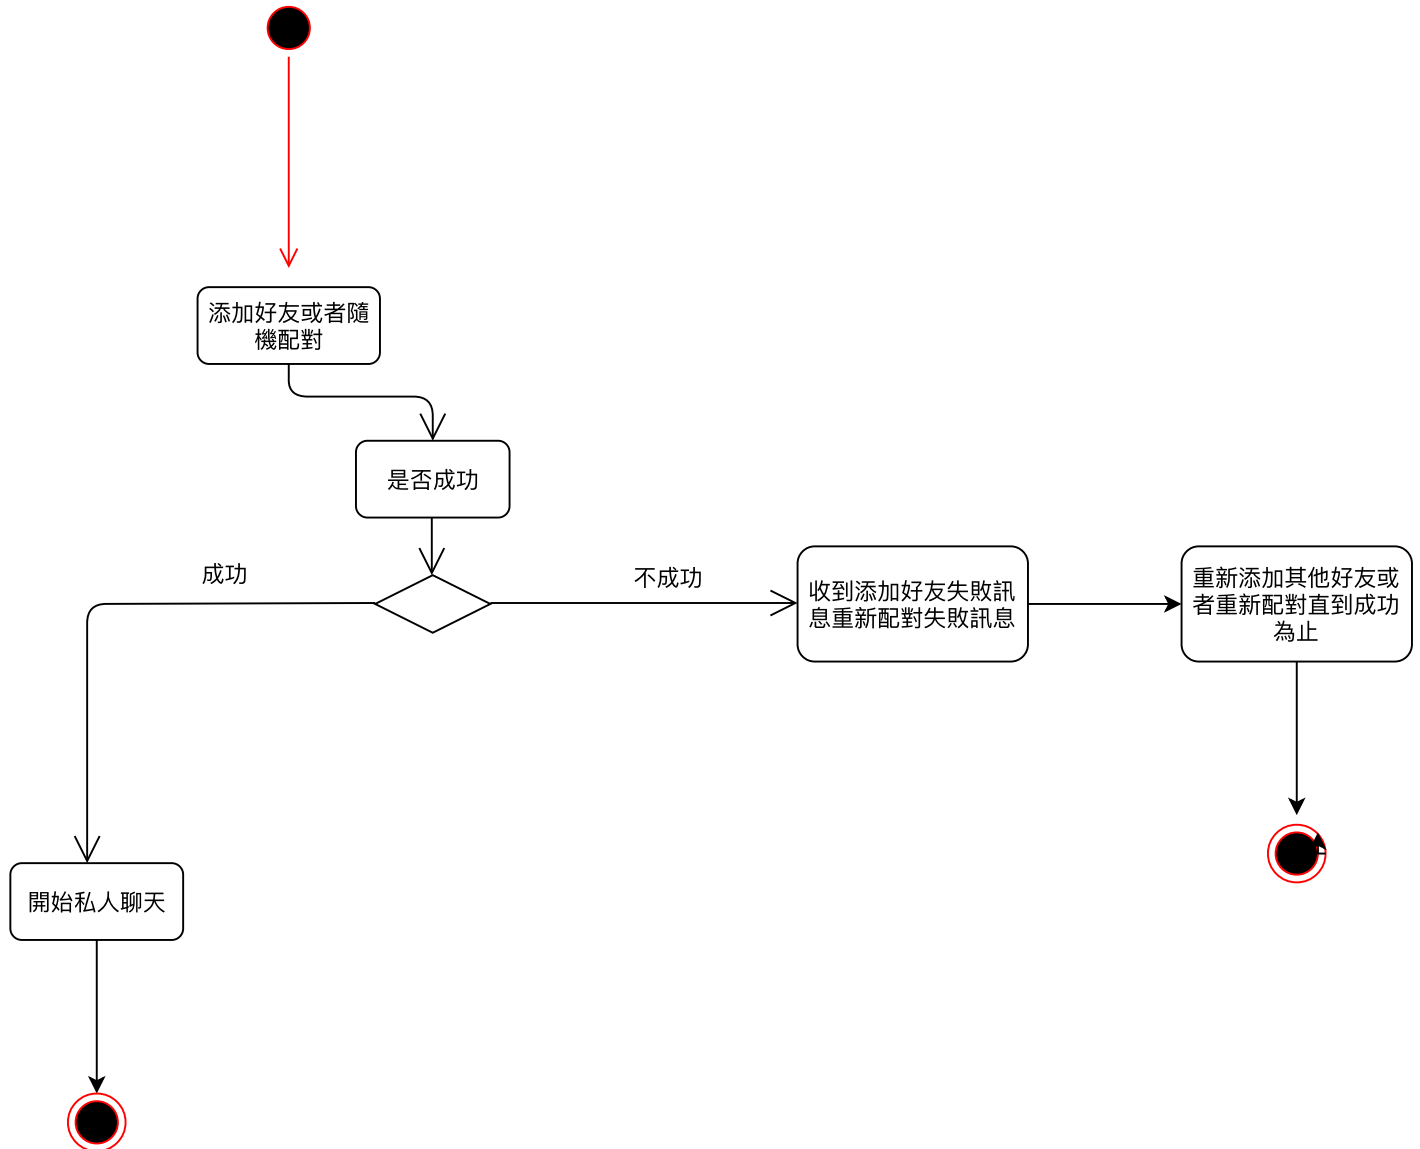 添加好友或者隨
機配對
是否成功
成功
不成功
收到添加好友失敗訊
息重新配對失敗訊息
重新添加其他好友或
者重新配對直到成功
為止
開始私人聊天